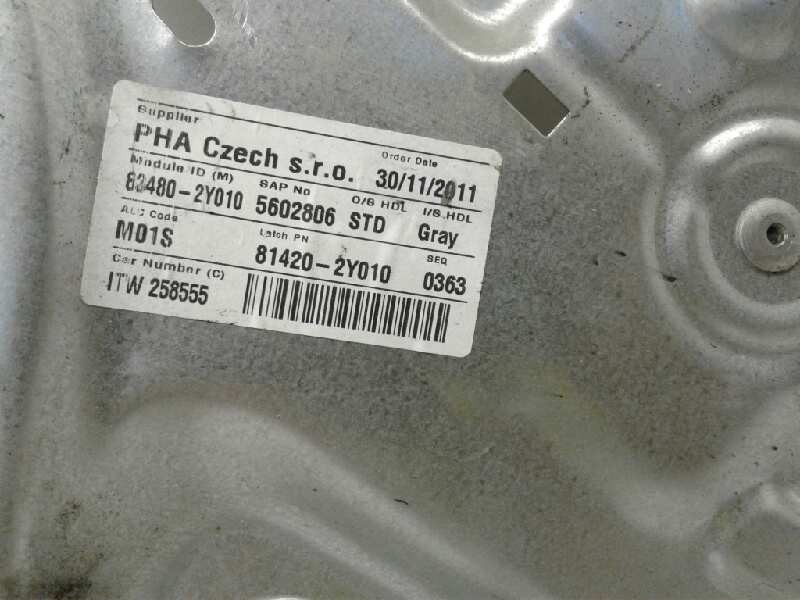 Supplier
PHA Czech s.r.o.
Order Date
30/11/2011
Module ID (M)
SAP No
O/S HDL
I/S.HDL
83480-2Y010
5602806
STD
Gray
ALC Code
Latch PN
SEQ
M01S
81420-2Y010
0363
Car Number (C)
ITW 258555